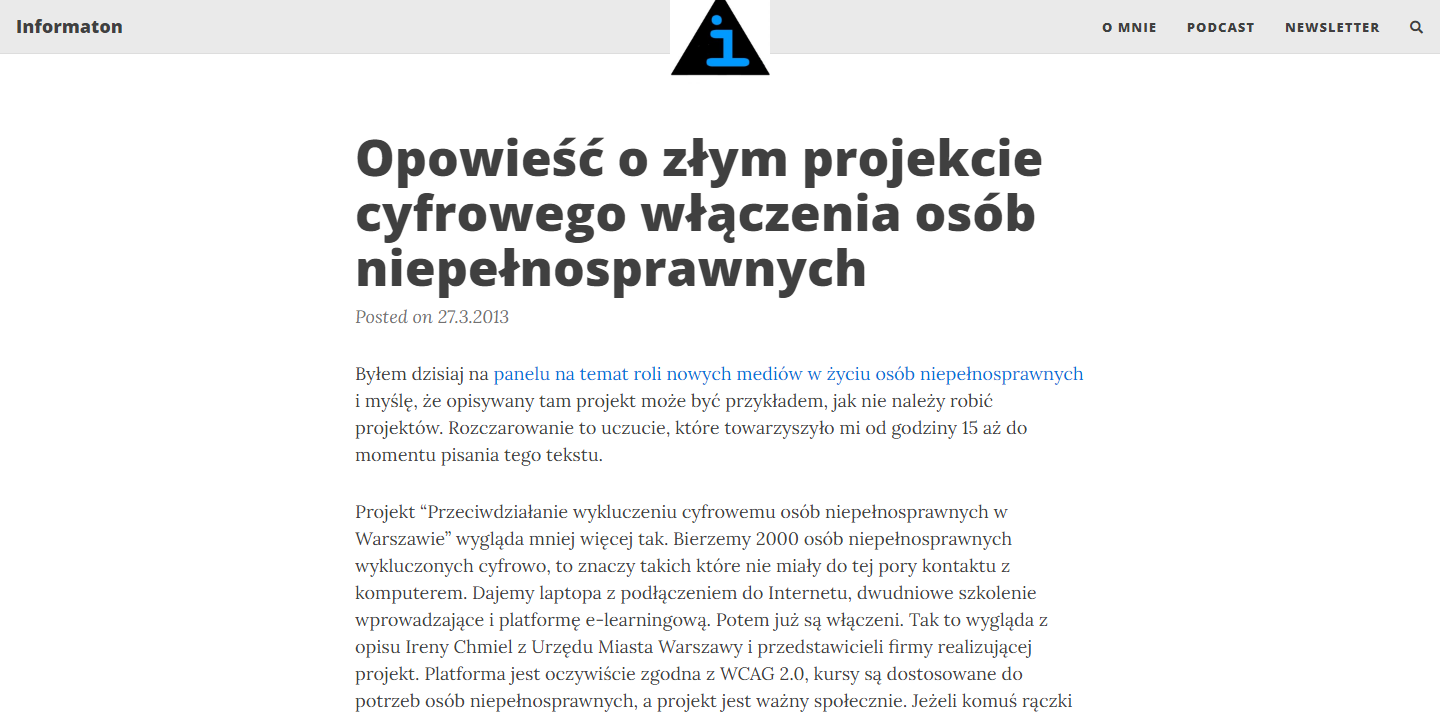 Informaton
i
O MNIE
PODCAST
NEWSLETTER
Opowieść o złym projekcie
cyfrowego włączenia osób
niepełnosprawnych
Posted on 27.3.2013
Byłem dzisiaj na panelu na temat roli nowych mediów w życiu osób niepełnosprawnych
i myślę, że opisywany tam projekt może być przykładem, jak nie należy robić
projektów. Rozczarowanie to uczucie, które towarzyszyło mi od godziny 15 aż do
momentu pisania tego tekstu.
Projekt “Przeciwdziałanie wykluczeniu cyfrowemu osób niepełnosprawnych w
Warszawie” wygląda mniej więcej tak. Bierzemy 2000 osób niepełnosprawnych
wykluczonych cyfrowo, to znaczy takich które nie miały do tej pory kontaktu z
komputerem. Dajemy laptopa z podłączeniem do Internetu, dwudniowe szkolenie
wprowadzające i platformę e-learningową. Potem już są włączeni. Tak to wygląda z
opisu Ireny Chmiel z Urzędu Miasta Warszawy i przedstawicieli firmy realizującej
projekt. Platforma jest oczywiście zgodna z WCAG 2.0, kursy są dostosowane do
potrzeb osób niepełnosprawnych, a projekt jest ważny społecznie. Jeżeli komuś rączki